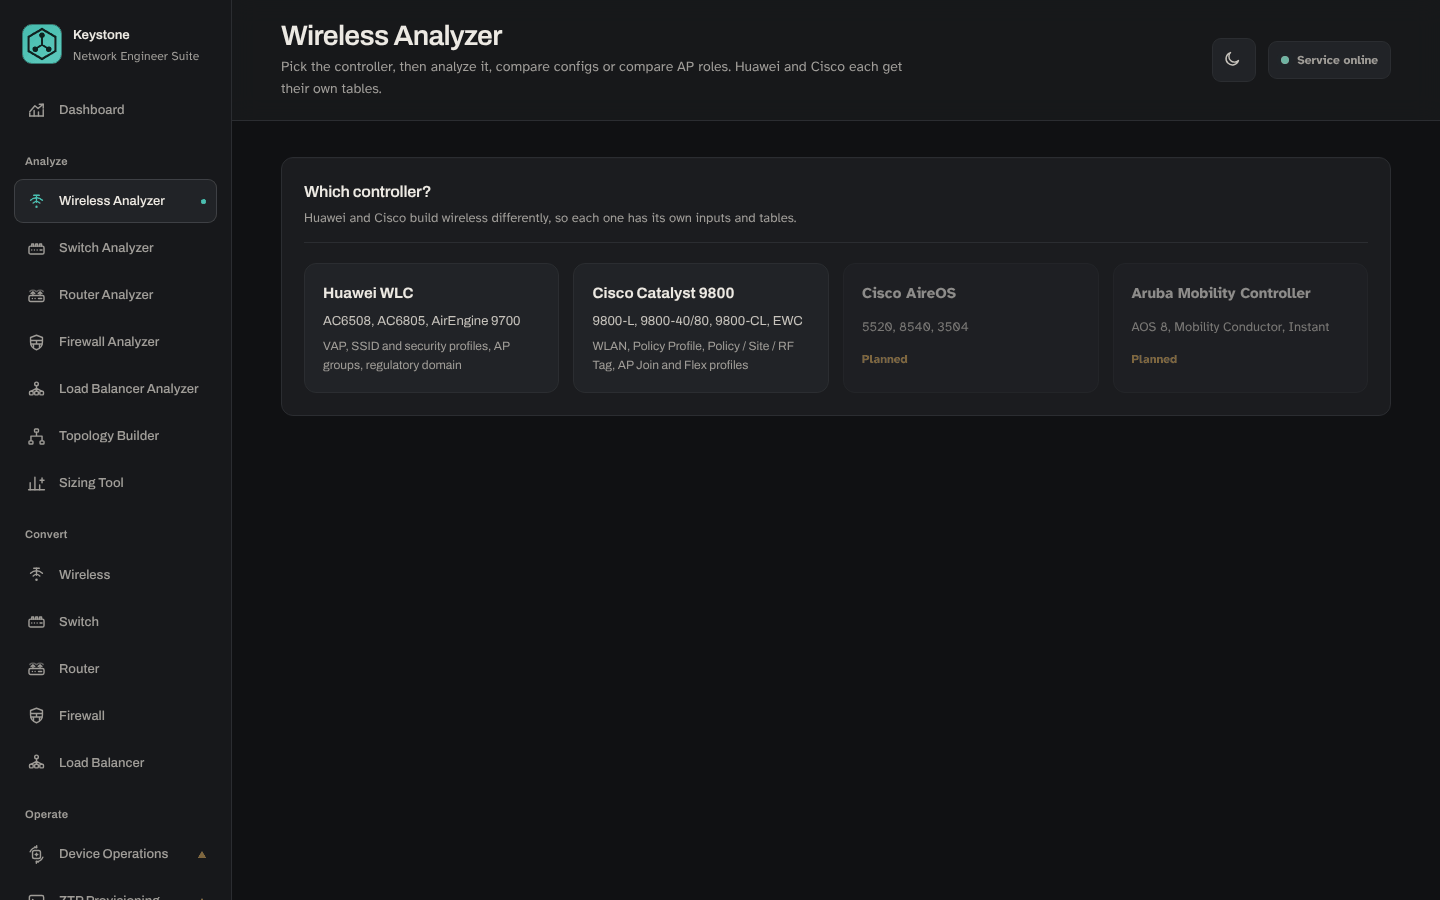 Keystone
Network Engineer Suite
Dashboard
Analyze
Wireless Analyzer
Switch Analyzer
Router Analyzer
Firewall Analyzer
Load Balancer Analyzer
Topology Builder
Sizing Tool
Convert
Wireless
Switch
Router
Firewall
Load Balancer
Operate
Device Operations
ZTP Provisioning
Wireless Analyzer
Pick the controller, then analyze it, compare configs or compare AP roles. Huawei and Cisco each get
their own tables.
Service online
Which controller?
Huawei and Cisco build wireless differently, so each one has its own inputs and tables.
Huawei WLC
AC6508, AC6805, AirEngine 9700
VAP, SSID and security profiles, AP
groups, regulatory domain
Cisco Catalyst 9800
9800-L, 9800-40/80, 9800-CL, EWC
WLAN, Policy Profile, Policy / Site / RF
Tag, AP Join and Flex profiles
Cisco AireOS
5520, 8540, 3504
Planned
Aruba Mobility Controller
AOS 8, Mobility Conductor, Instant
Planned